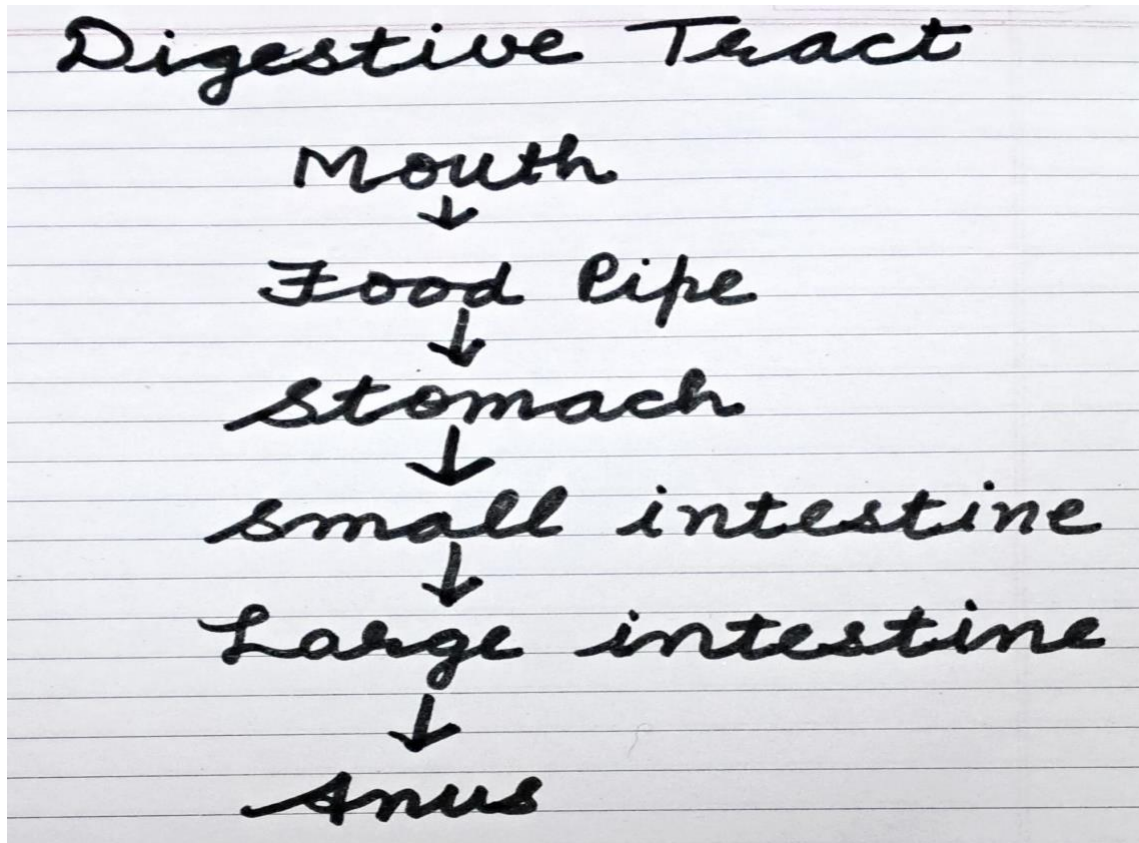 Digestive Tract
Mouth
↓
Food Pipe
↓
Stomach
↓
small intestine
↓
Large intestine
↓
Anus